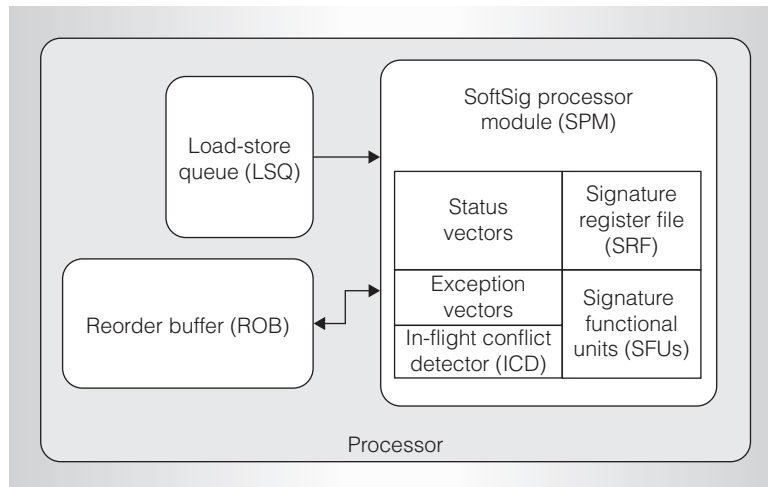 SoftSig processor
module (SPM)
Load-store
queue (LSQ)
Status
vectors
Signature
register file
(SRF)
Reorder buffer (ROB)
Exception
vectors
In-flight conflict
detector (ICD)
Signature
functional
units (SFUs)
Processor